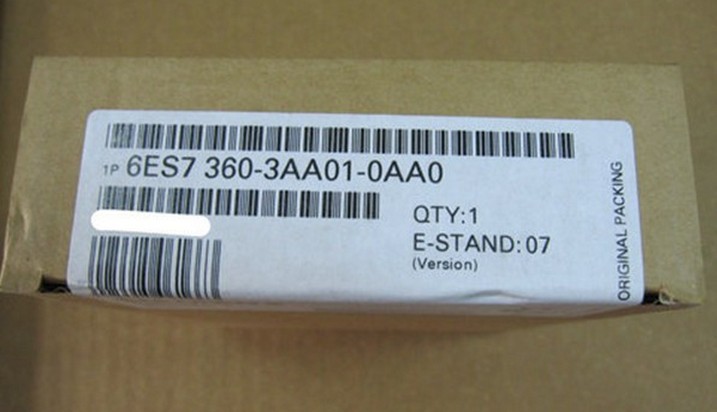 1P 6ES7 360-3AA01-0AA0
QTY:1
E-STAND:07
(Version)
ORIGINAL PACKING